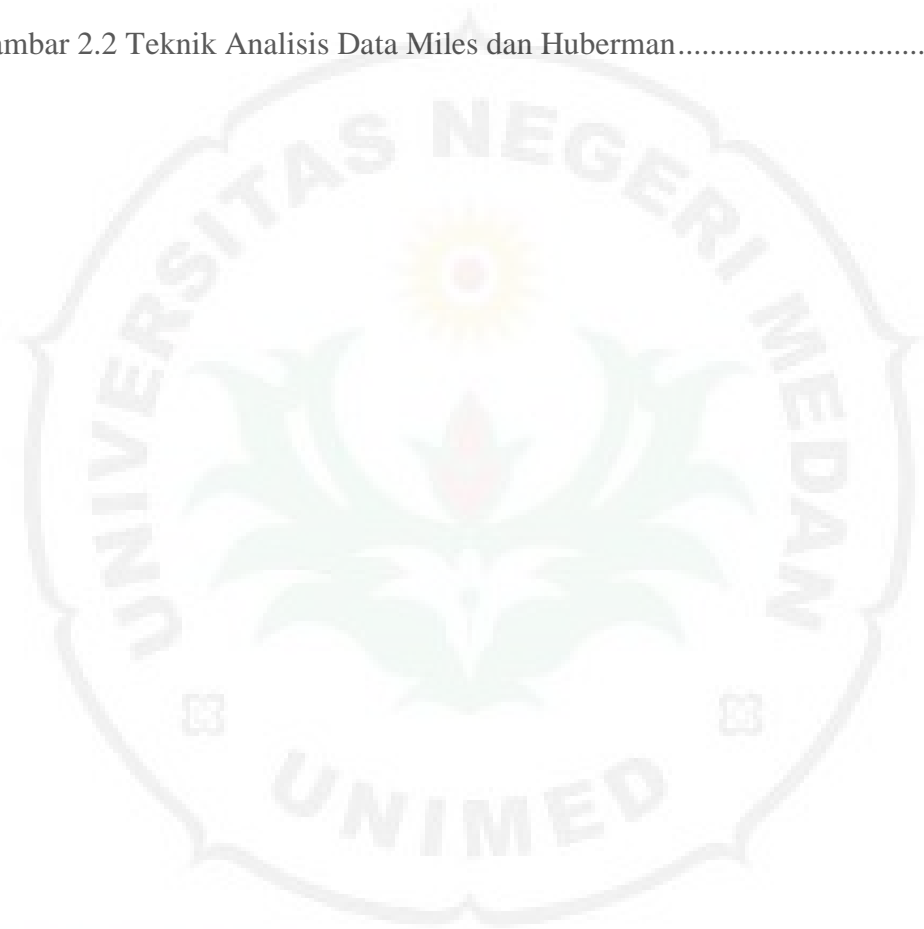 ambar 2.2 Teknik Analisis Data Miles dan Huberman...............................
UNIVERSITAS NEGERI MEDAN
UNIMED